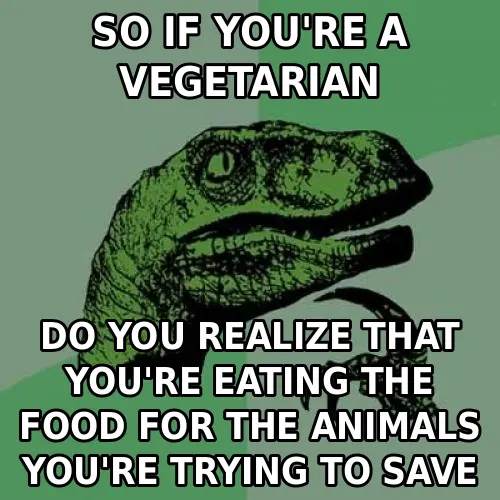 SO IF YOU'RE A
VEGETARIAN
DO YOU REALIZE THAT
YOU'RE EATING THE
FOOD FOR THE ANIMALS
YOU'RE TRYING TO SAVE